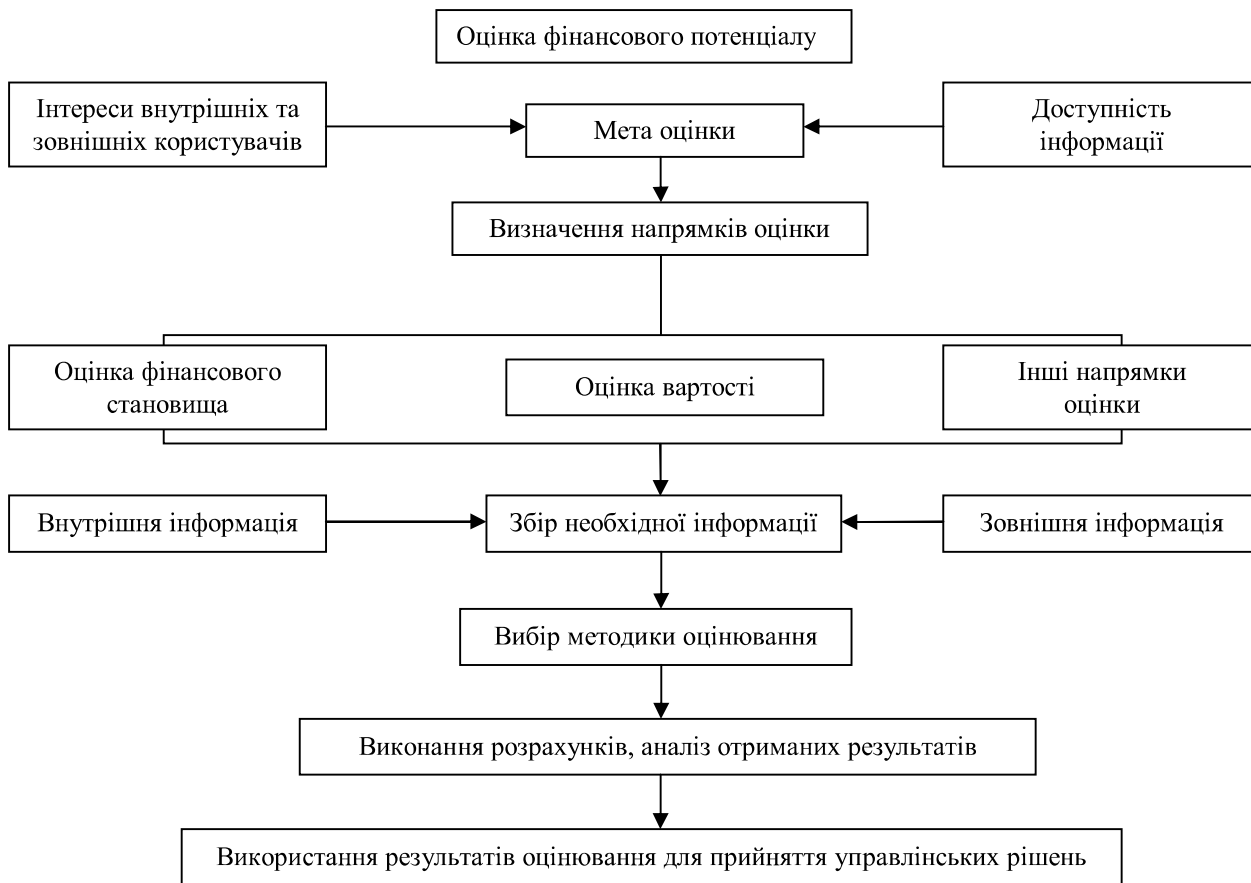 Оцінка фінансового потенціалу
Інтереси внутрішніх та
зовнішніх користувачів
Мета оцінки
Доступність
інформації
Визначення напрямків оцінки
Оцінка фінансового
становища
Оцінка вартості
Інші напрямки
оцінки
Внутрішня інформація
Збір необхідної інформації
Зовнішня інформація
Вибір методики оцінювання
Виконання розрахунків, аналіз отриманих результатів
Використання результатів оцінювання для прийняття управлінських рішень